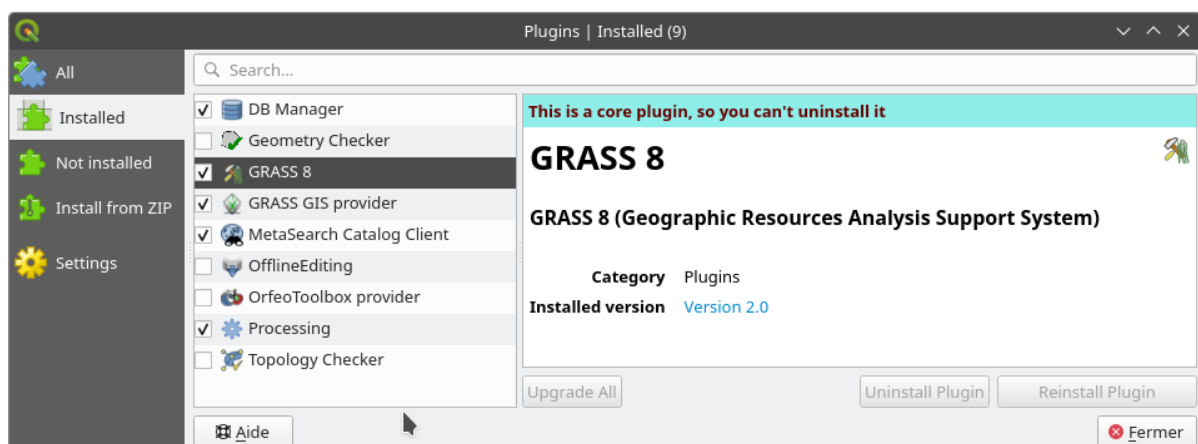 Plugins | Installed (9)
All
Installed
Not installed
Install from ZIP
Settings
Search...
DB Manager
Geometry Checker
GRASS 8
GRASS GIS provider
MetaSearch Catalog Client
OfflineEditing
OrfeoToolbox provider
Processing
Topology Checker
This is a core plugin, so you can't uninstall it
GRASS 8
GRASS 8 (Geographic Resources Analysis Support System)
Category Plugins
Installed version Version 2.0
Upgrade All Uninstall Plugin Reinstall Plugin
Aide Fermer